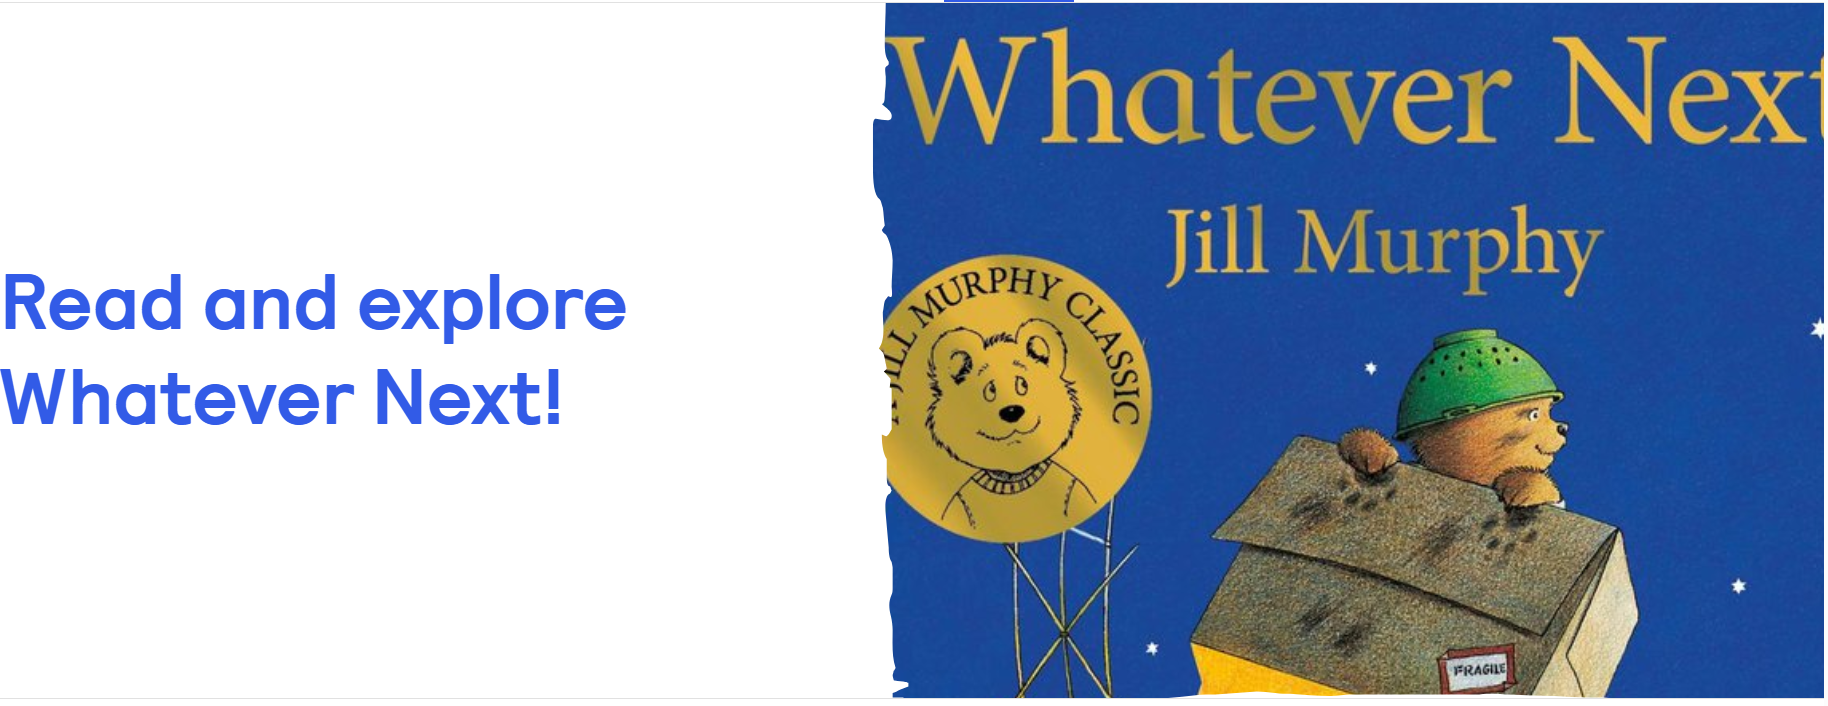 Read and explore
Whatever Next!
Whatever Next
Jill Murphy
A JILL MURPHY CLASSIC
FRAGILE